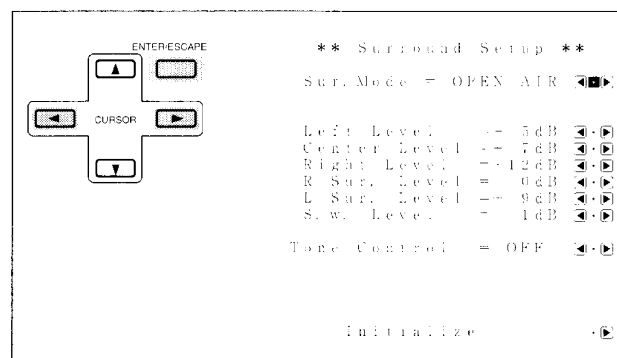 ENTER/ESCAPE
CURSOR
** Surround Setup **
Sur.Mode = OPEN AIR
Left Level =- 5dB
Center Level =- 7dB
Right Level =-12dB
R Sur. Level = 0dB
L Sur. Level =- 9dB
S.W. Level = 1dB
Tone Control = OFF
Initialize